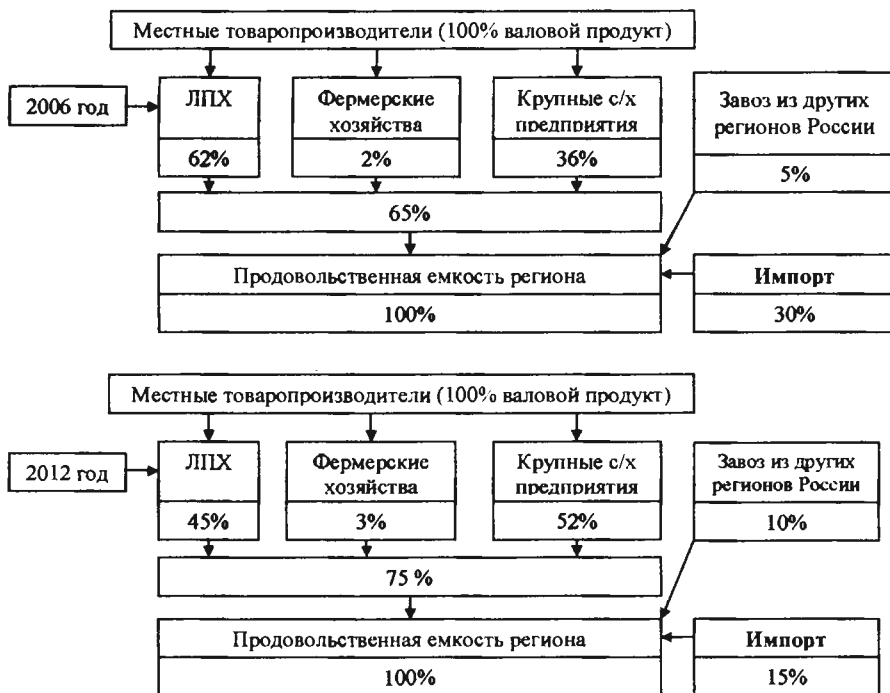 Местные товаропроизводители (100% валовой продукт)
2006 год
ЛПХ
62%
Фермерские
хозяйства
2%
Крупные с/х
предприятия
36%
Завоз из других
регионов России
5%
65%
Продовольственная емкость региона
100%
Импорт
30%
Местные товаропроизводители (100% валовой продукт)
2012 год
ЛПХ
45%
Фермерские
хозяйства
3%
Крупные с/х
предприятия
52%
Завоз из других
регионов России
10%
75 %
Продовольственная емкость региона
100%
Импорт
15%